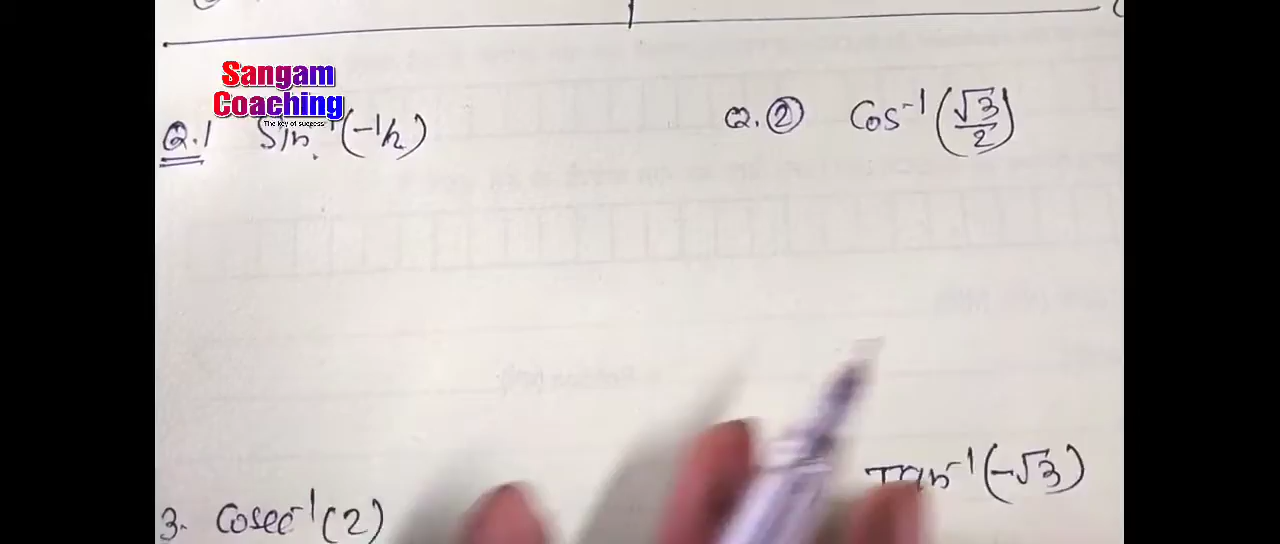 Sangam
Coaching
The key of success
Q.1 Sin⁻¹(-1/2)
Q.② Cos⁻¹(√3/2)
Tan⁻¹(-√3)
3. Cosec⁻¹(2)